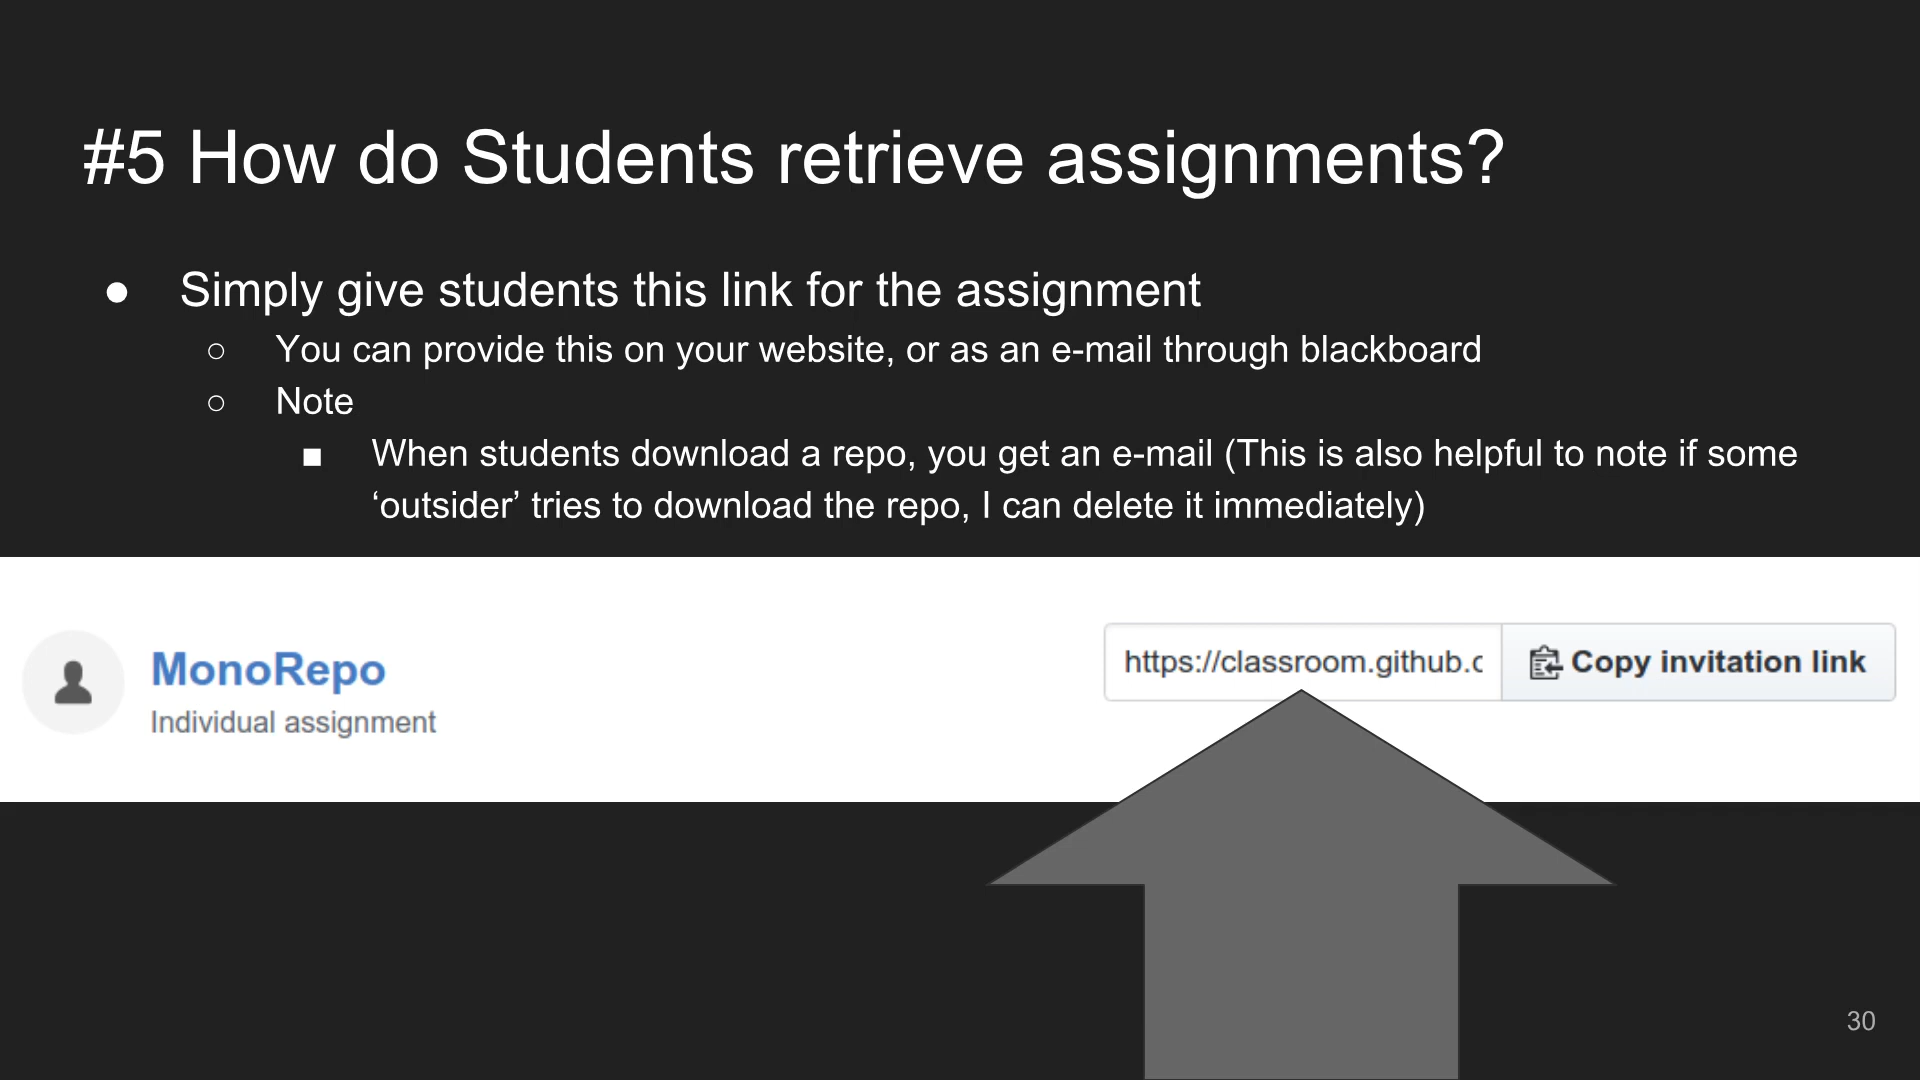 #5 How do Students retrieve assignments?
● Simply give students this link for the assignment
○ You can provide this on your website, or as an e-mail through blackboard
○ Note
■ When students download a repo, you get an e-mail (This is also helpful to note if some
‘outsider’ tries to download the repo, I can delete it immediately)
MonoRepo
Individual assignment
https://classroom.github.c
Copy invitation link
30